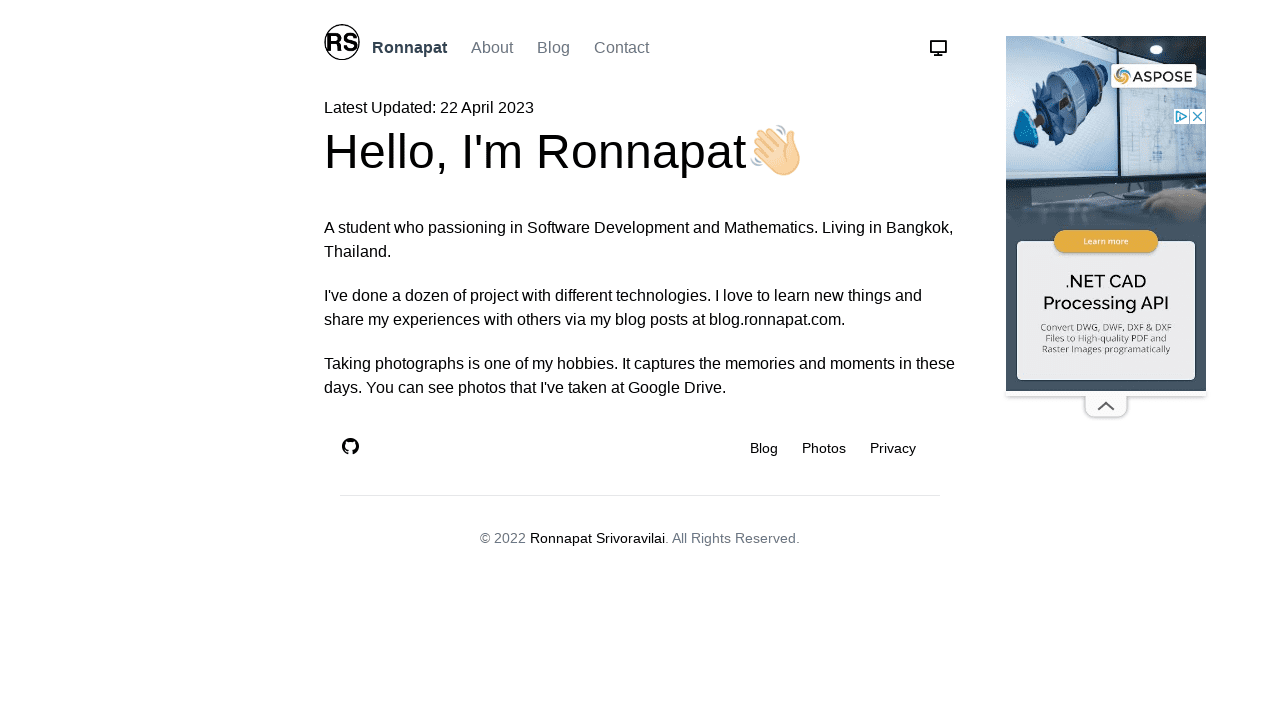 RS Ronnapat About Blog Contact
Latest Updated: 22 April 2023
Hello, I'm Ronnapat
A student who passioning in Software Development and Mathematics. Living in Bangkok,
Thailand.
I've done a dozen of project with different technologies. I love to learn new things and
share my experiences with others via my blog posts at blog.ronnapat.com.
Taking photographs is one of my hobbies. It captures the memories and moments in these
days. You can see photos that I've taken at Google Drive.
Blog Photos Privacy
© 2022 Ronnapat Srivoravilai. All Rights Reserved.
ASPOSE
Learn more
.NET CAD
Processing API
Convert DWG, DWF, DXF & DXF
Files to High-quality PDF and
Raster Images programatically